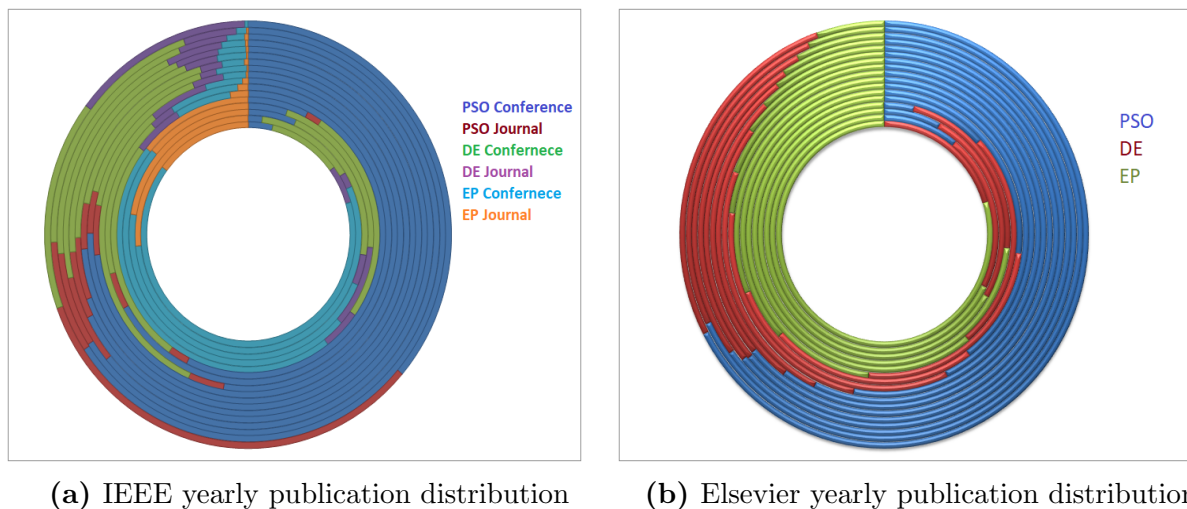 PSO Conference
PSO Journal
DE Confernece
DE Journal
EP Confernece
EP Journal
PSO
DE
EP
(a) IEEE yearly publication distribution
(b) Elsevier yearly publication distribution